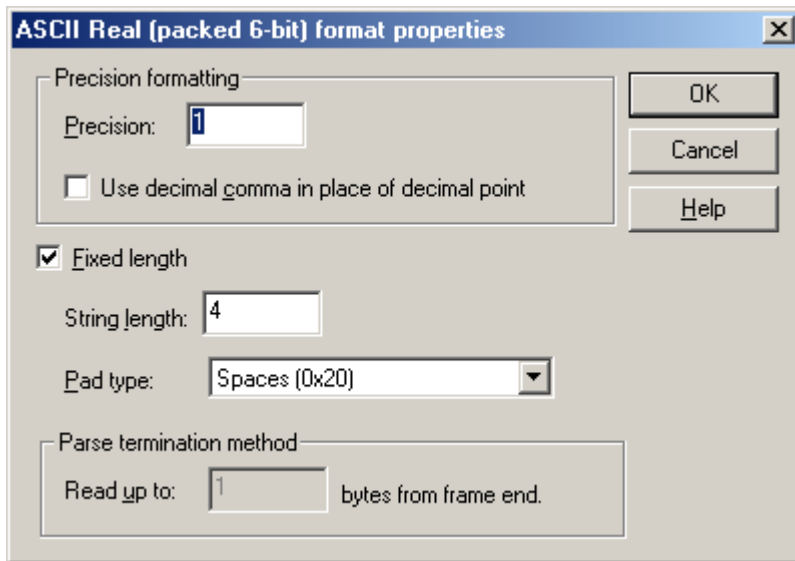 ASCII Real (packed 6-bit) format properties
Precision formatting
Precision: 1
Use decimal comma in place of decimal point
OK
Cancel
Help
Fixed length
String length: 4
Pad type: Spaces (0x20)
Parse termination method
Read up to: 1 bytes from frame end.